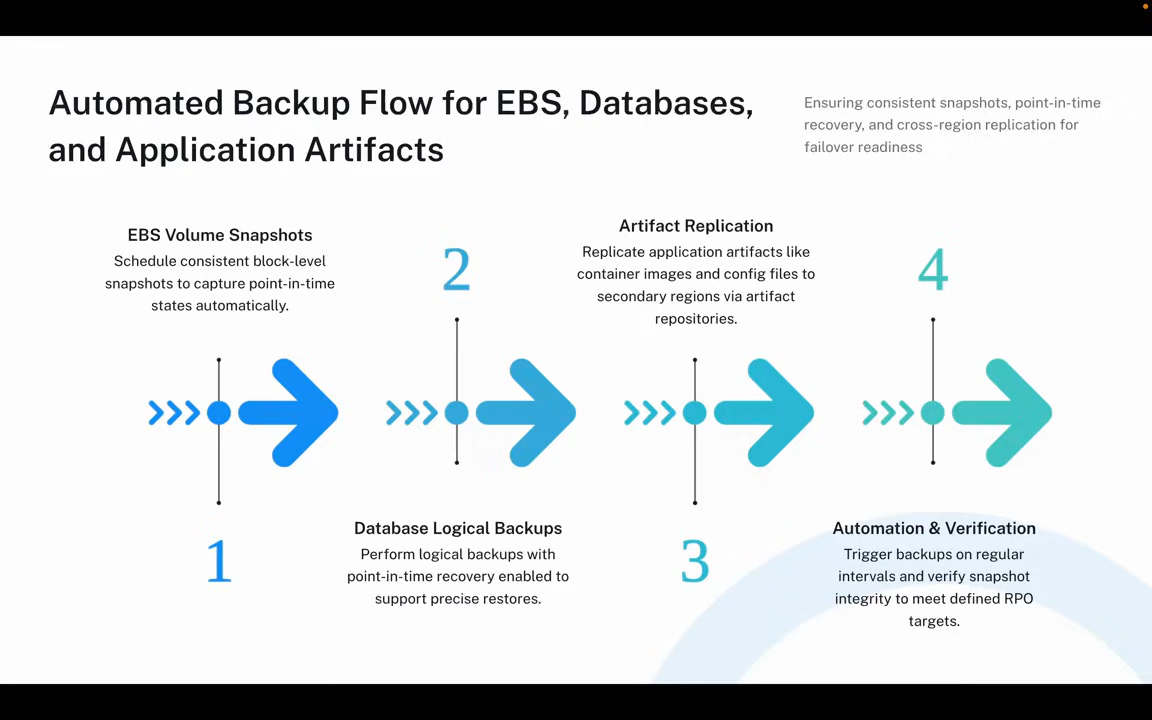 Automated Backup Flow for EBS, Databases,
and Application Artifacts
Ensuring consistent snapshots, point-in-time
recovery, and cross-region replication for
failover readiness
EBS Volume Snapshots
Schedule consistent block-level
snapshots to capture point-in-time
states automatically.
1
2
Database Logical Backups
Perform logical backups with
point-in-time recovery enabled to
support precise restores.
Artifact Replication
Replicate application artifacts like
container images and config files to
secondary regions via artifact
repositories.
3
4
Automation & Verification
Trigger backups on regular
intervals and verify snapshot
integrity to meet defined RPO
targets.